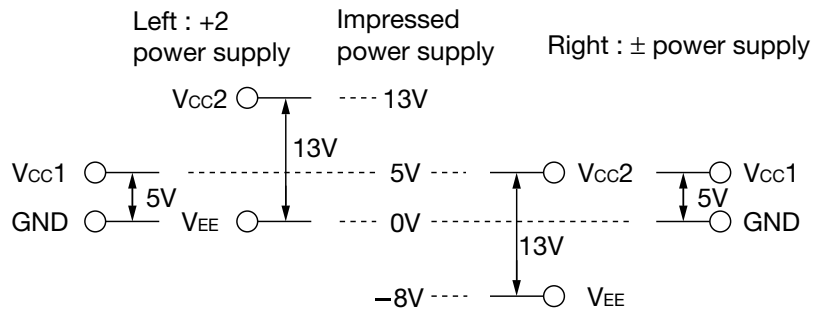 Left : +2
power supply
Impressed
power supply
Right : ± power supply
VCC2
13V
13V
VCC1
5V
5V
VCC2
VCC1
5V
GND
VEE
0V
13V
GND
−8V
VEE